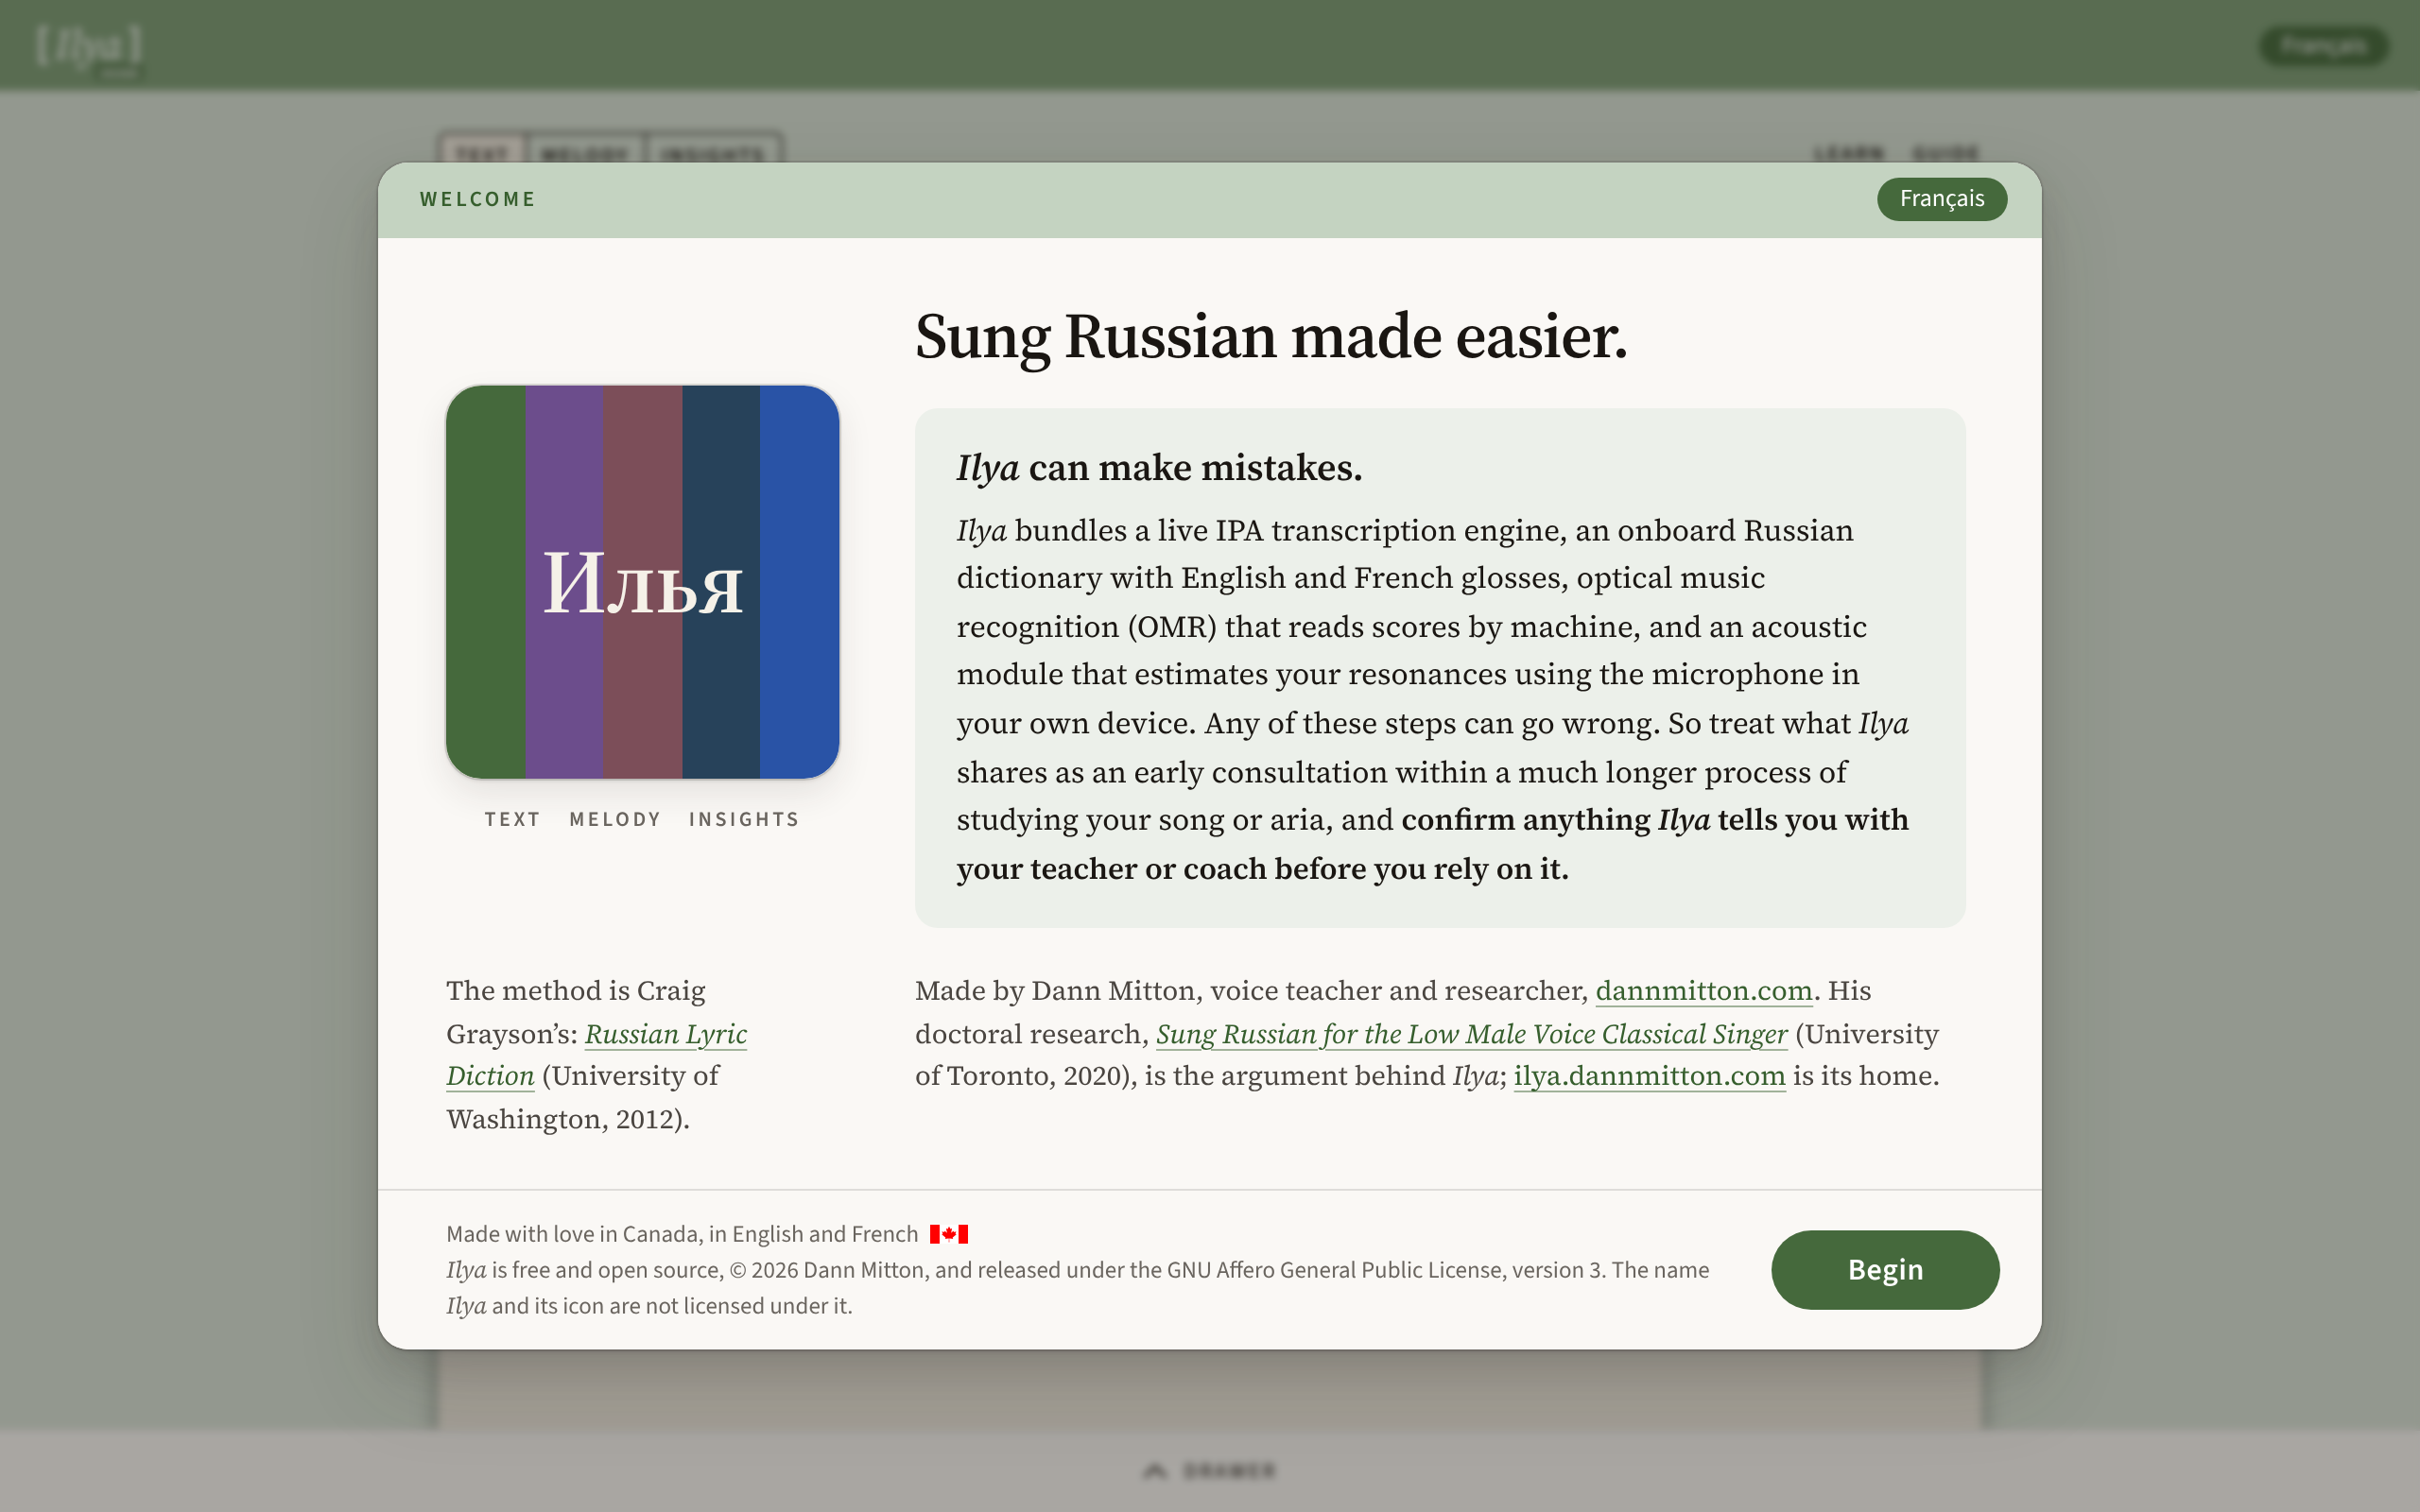 [Ilya]
Français
TEXT MELODY INSIGHTS
LEARN GUIDE
WELCOME
Français
Sung Russian made easier.
Илья
TEXT MELODY INSIGHTS
Ilya can make mistakes.
Ilya bundles a live IPA transcription engine, an onboard Russian
dictionary with English and French glosses, optical music
recognition (OMR) that reads scores by machine, and an acoustic
module that estimates your resonances using the microphone in
your own device. Any of these steps can go wrong. So treat what Ilya
shares as an early consultation within a much longer process of
studying your song or aria, and confirm anything Ilya tells you with
your teacher or coach before you rely on it.
The method is Craig
Grayson’s: Russian Lyric
Diction (University of
Washington, 2012).
Made by Dann Mitton, voice teacher and researcher, dannmitton.com. His
doctoral research, Sung Russian for the Low Male Voice Classical Singer (University
of Toronto, 2020), is the argument behind Ilya; ilya.dannmitton.com is its home.
Made with love in Canada, in English and French
Ilya is free and open source, © 2026 Dann Mitton, and released under the GNU Affero General Public License, version 3. The name
Ilya and its icon are not licensed under it.
Begin
DRAWER